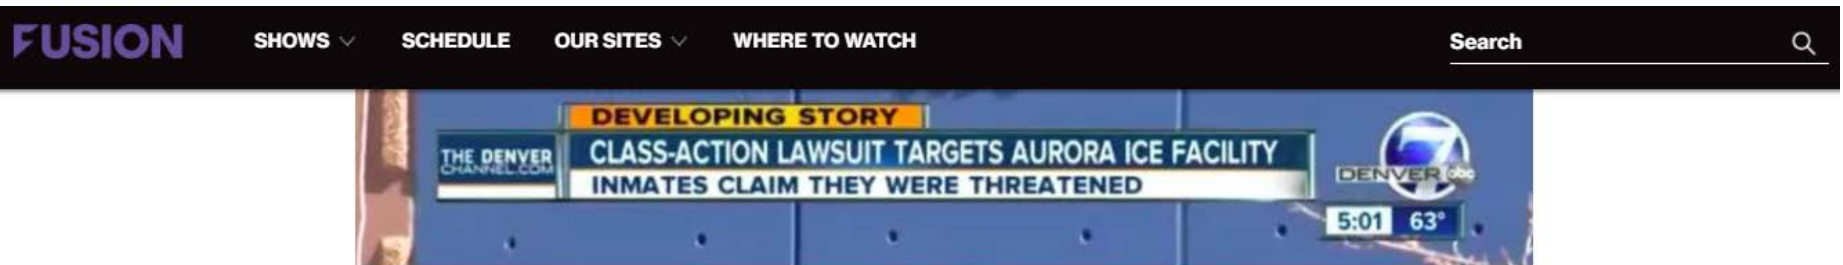 FUSION SHOWS SCHEDULE OUR SITES WHERE TO WATCH Search
DEVELOPING STORY
THE DENVER
CHANNEL.COM
CLASS-ACTION LAWSUIT TARGETS AURORA ICE FACILITY
INMATES CLAIM THEY WERE THREATENED
7
DENVER abc
5:01 63°